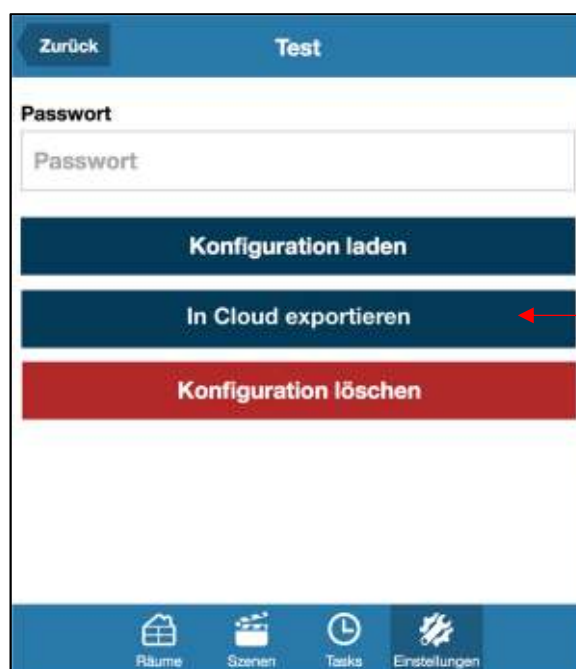 Zurück
Test
Passwort
Passwort
Konfiguration laden
In Cloud exportieren
Konfiguration löschen
Räume Szenen Tasks Einstellungen